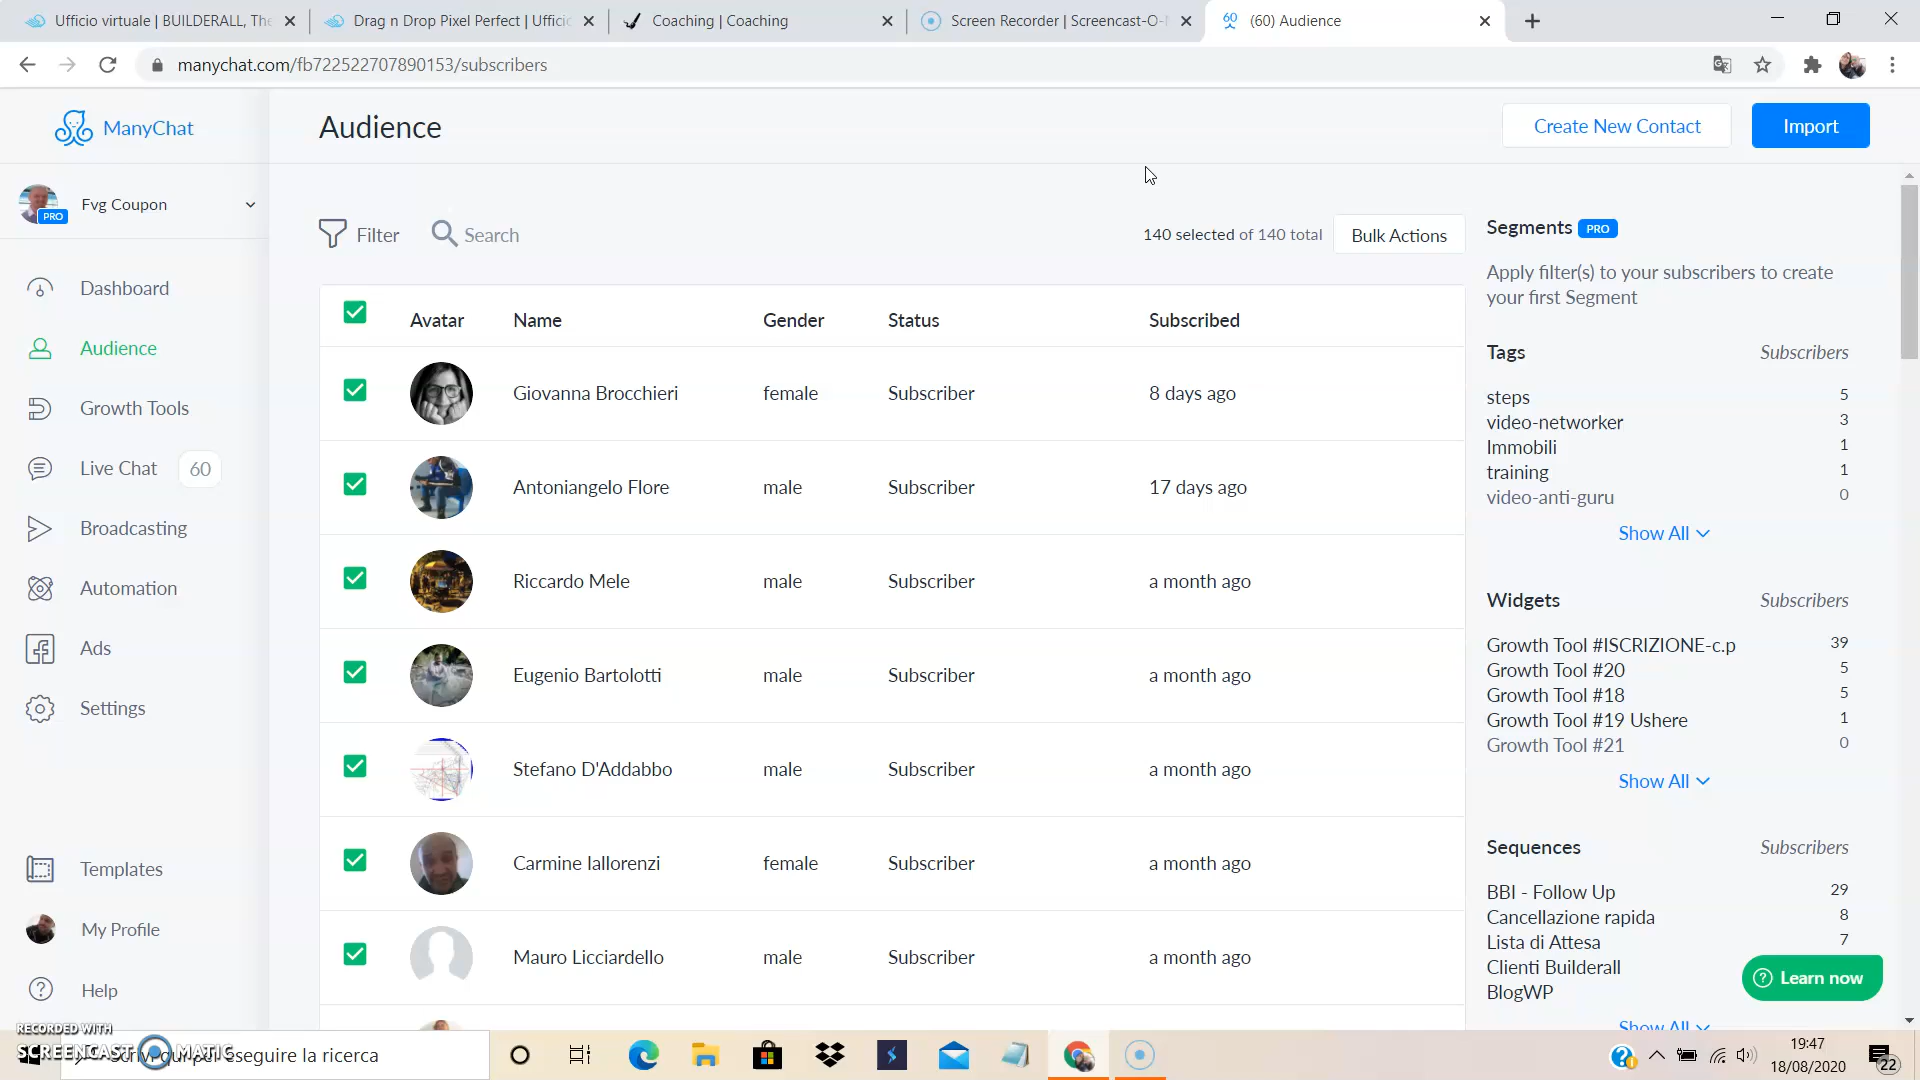 Ufficio virtuale | BUILDERALL, The
Drag n Drop Pixel Perfect | Uffici
Coaching | Coaching
Screen Recorder | Screencast-O-
(60) Audience
manychat.com/fb722522707890153/subscribers
ManyChat
Audience
Create New Contact
Import
Fvg Coupon
PRO
Filter
Search
140 selected of 140 total
Bulk Actions
Segments PRO
Apply filter(s) to your subscribers to create
your first Segment
Dashboard
Audience
Growth Tools
Live Chat 60
Broadcasting
Automation
Ads
Settings
Templates
My Profile
Help
Avatar Name Gender Status Subscribed
Giovanna Brocchieri female Subscriber 8 days ago
Antoniangelo Flore male Subscriber 17 days ago
Riccardo Mele male Subscriber a month ago
Eugenio Bartolotti male Subscriber a month ago
Stefano D'Addabbo male Subscriber a month ago
Carmine Iallorenzi female Subscriber a month ago
Mauro Licciardello male Subscriber a month ago
Tags Subscribers
steps 5
video-networker 3
Immobili 1
training 1
video-anti-guru 0
Show All
Widgets Subscribers
Growth Tool #ISCRIZIONE-c.p 39
Growth Tool #20 5
Growth Tool #18 5
Growth Tool #19 Ushere 1
Growth Tool #21 0
Show All
Sequences Subscribers
BBI - Follow Up 29
Cancellazione rapida 8
Lista di Attesa 7
Clienti Builderall
BlogWP
Show All
Learn now
RECORDED WITH
SCREENCAST MATIC
Scrivi qui per eseguire la ricerca
19:47
18/08/2020
22